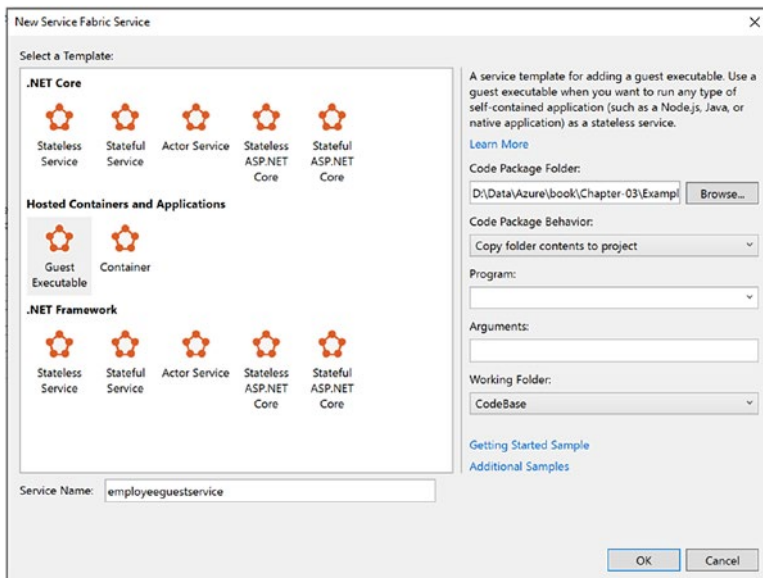 New Service Fabric Service
Select a Template:
.NET Core
Stateless Service
Stateful Service
Actor Service
Stateless ASP.NET Core
Stateful ASP.NET Core
Hosted Containers and Applications
Guest Executable
Container
.NET Framework
Stateless Service
Stateful Service
Actor Service
Stateless ASP.NET Core
Stateful ASP.NET Core
Service Name: employeeguestservice
A service template for adding a guest executable. Use a
guest executable when you want to run any type of
self-contained application (such as a Node.js, Java, or
native application) as a stateless service.
Learn More
Code Package Folder:
D:\Data\Azure\book\Chapter-03\Exampl
Browse...
Code Package Behavior:
Copy folder contents to project
Program:
Arguments:
Working Folder:
CodeBase
Getting Started Sample
Additional Samples
OK
Cancel